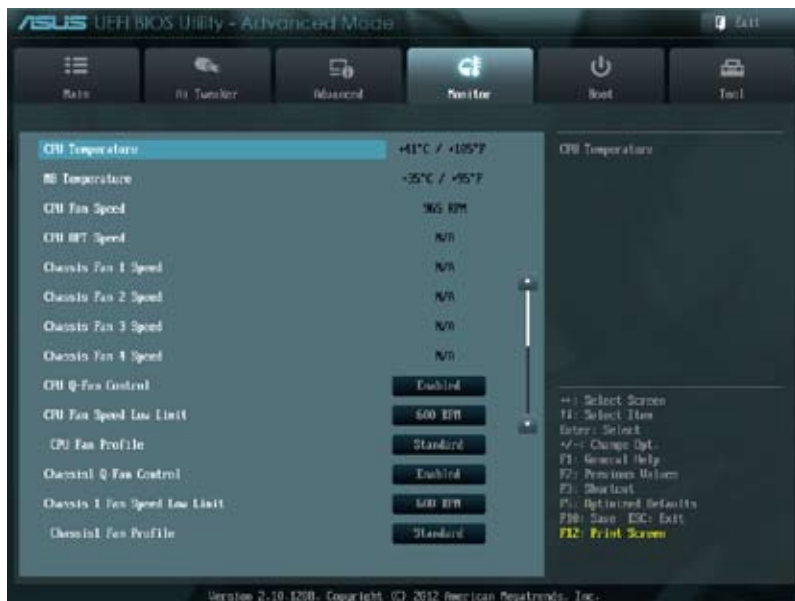 ASUS UEFI BIOS Utility - Advanced Mode
Exit
Main
Ai Tweaker
Advanced
Monitor
Boot
Tool
CPU Temperature +41°C / +105°F
MB Temperature +35°C / +95°F
CPU Fan Speed 965 RPM
CPU OPT Speed N/A
Chassis Fan 1 Speed N/A
Chassis Fan 2 Speed N/A
Chassis Fan 3 Speed N/A
Chassis Fan 4 Speed N/A
CPU Q-Fan Control Enabled
CPU Fan Speed Low Limit 600 RPM
CPU Fan Profile Standard
Chassis1 Q-Fan Control Enabled
Chassis 1 Fan Speed Low Limit 600 RPM
Chassis1 Fan Profile Standard
CPU Temperature
→←: Select Screen
↑↓: Select Item
Enter: Select
+/-: Change Opt.
F1: General Help
F2: Previous Values
F3: Shortcut
F5: Optimized Defaults
F10: Save ESC: Exit
F12: Print Screen
Version 2.10.1208. Copyright (C) 2012 American Megatrends, Inc.